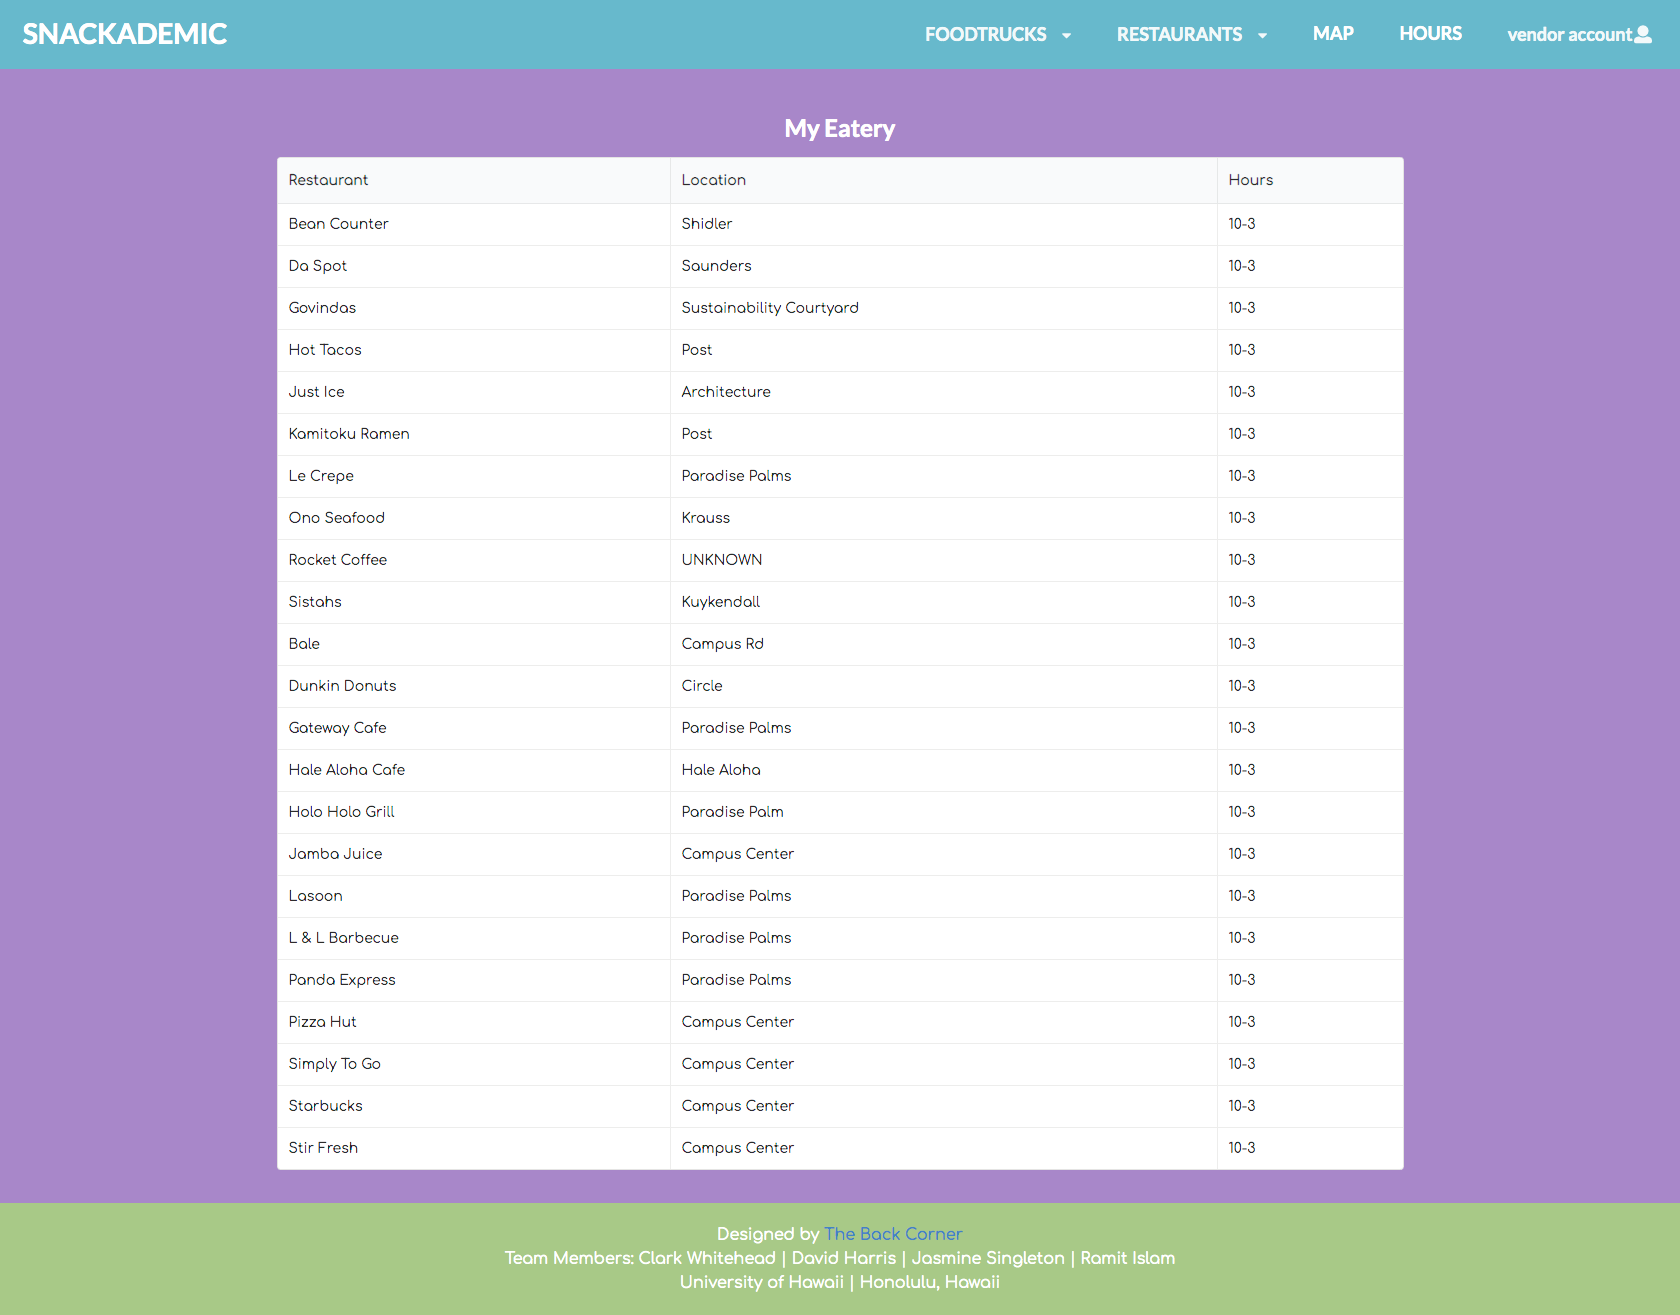 SNACKADEMIC FOODTRUCKS RESTAURANTS MAP HOURS vendor account
My Eatery
Restaurant Location Hours
Bean Counter Shidler 10-3
Da Spot Saunders 10-3
Govindas Sustainability Courtyard 10-3
Hot Tacos Post 10-3
Just Ice Architecture 10-3
Kamitoku Ramen Post 10-3
Le Crepe Paradise Palms 10-3
Ono Seafood Krauss 10-3
Rocket Coffee UNKNOWN 10-3
Sistahs Kuykendall 10-3
Bale Campus Rd 10-3
Dunkin Donuts Circle 10-3
Gateway Cafe Paradise Palms 10-3
Hale Aloha Cafe Hale Aloha 10-3
Holo Holo Grill Paradise Palm 10-3
Jamba Juice Campus Center 10-3
Lasoon Paradise Palms 10-3
L & L Barbecue Paradise Palms 10-3
Panda Express Paradise Palms 10-3
Pizza Hut Campus Center 10-3
Simply To Go Campus Center 10-3
Starbucks Campus Center 10-3
Stir Fresh Campus Center 10-3
Designed by The Back Corner
Team Members: Clark Whitehead | David Harris | Jasmine Singleton | Ramit Islam
University of Hawaii | Honolulu, Hawaii